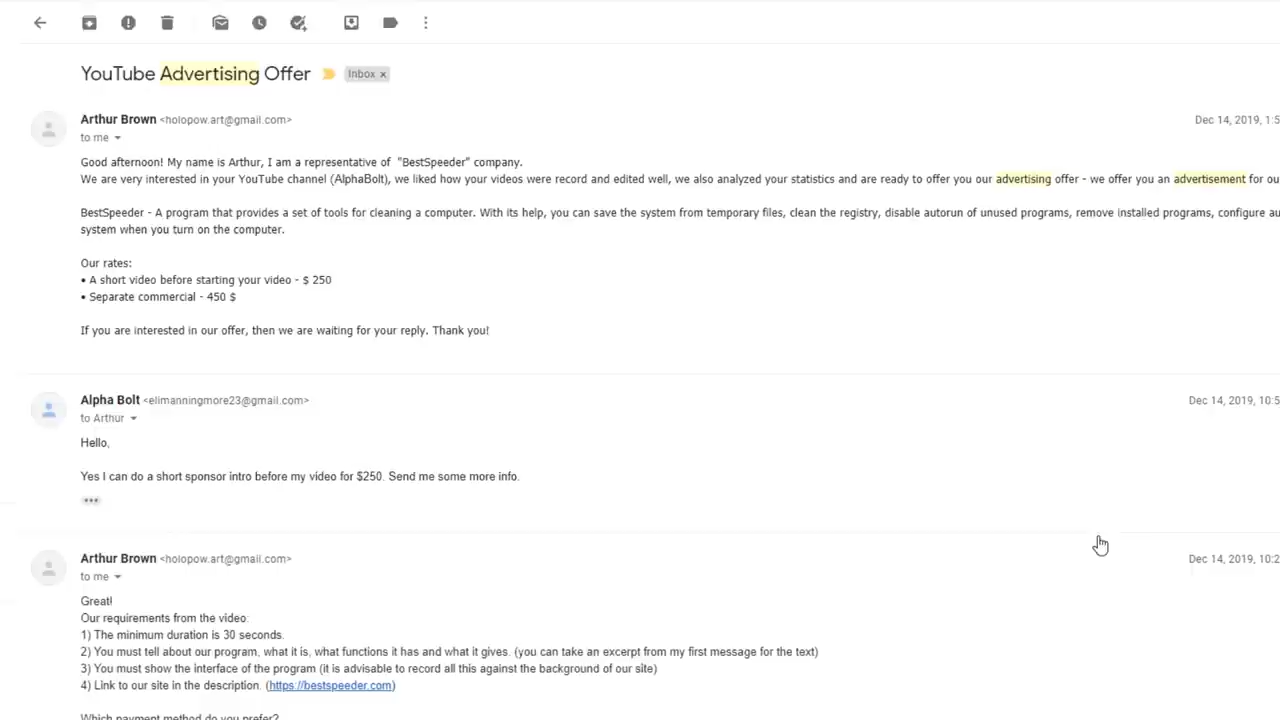 YouTube Advertising Offer Inbox x
Arthur Brown <holopow.art@gmail.com> Dec 14, 2019, 1:5
to me
Good afternoon! My name is Arthur, I am a representative of "BestSpeeder" company.
We are very interested in your YouTube channel (AlphaBolt), we liked how your videos were record and edited well, we also analyzed your statistics and are ready to offer you our advertising offer - we offer you an advertisement for ou
BestSpeeder - A program that provides a set of tools for cleaning a computer. With its help, you can save the system from temporary files, clean the registry, disable autorun of unused programs, remove installed programs, configure au
system when you turn on the computer.
Our rates:
• A short video before starting your video - $ 250
• Separate commercial - 450 $
If you are interested in our offer, then we are waiting for your reply. Thank you!
Alpha Bolt <elimanningmore23@gmail.com> Dec 14, 2019, 10:5
to Arthur
Hello,
Yes I can do a short sponsor intro before my video for $250. Send me some more info.
Arthur Brown <holopow.art@gmail.com> Dec 14, 2019, 10:2
to me
Great!
Our requirements from the video:
1) The minimum duration is 30 seconds.
2) You must tell about our program, what it is, what functions it has and what it gives. (you can take an excerpt from my first message for the text)
3) You must show the interface of the program (it is advisable to record all this against the background of our site)
4) Link to our site in the description. (https://bestspeeder.com)
Which payment method do you prefer?